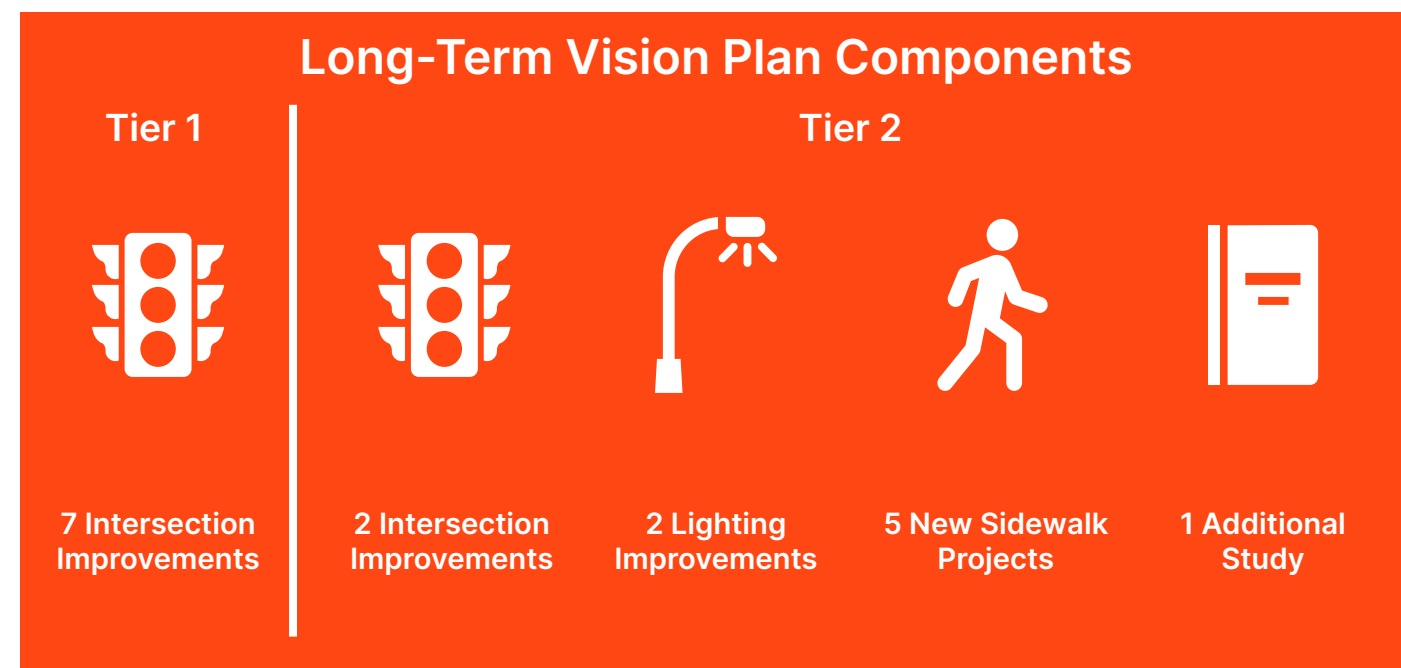 Long-Term Vision Plan Components
Tier 1
7 Intersection
Improvements
Tier 2
2 Intersection
Improvements
2 Lighting
Improvements
5 New Sidewalk
Projects
1 Additional
Study